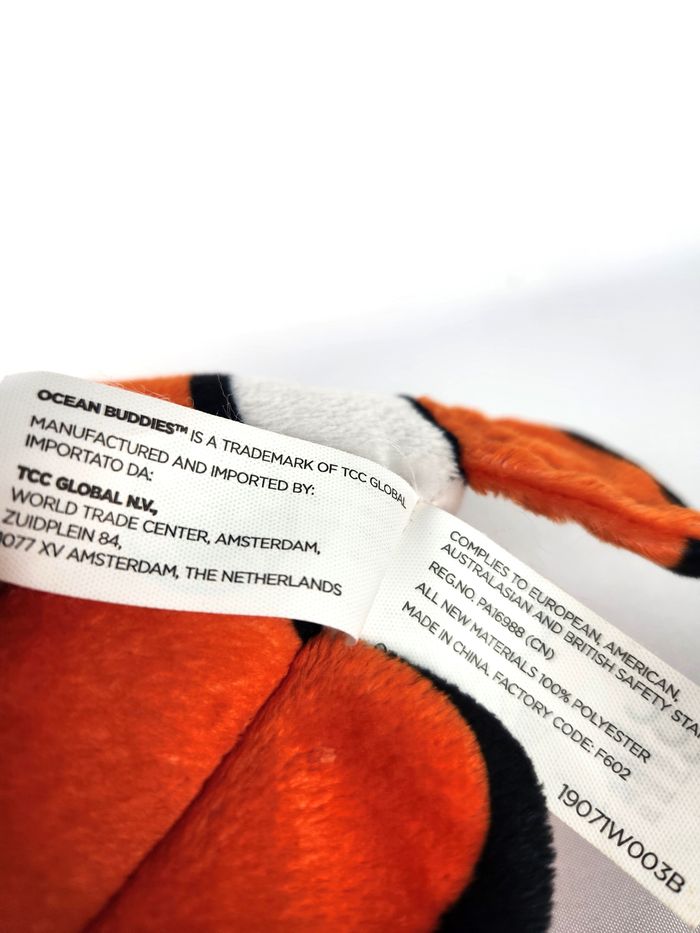 OCEAN BUDDIES™ IS A TRADEMARK OF TCC GLOBAL
MANUFACTURED AND IMPORTED BY:
IMPORTATO DA:
TCC GLOBAL N.V.,
WORLD TRADE CENTER, AMSTERDAM,
ZUIDPLEIN 84,
1077 XV AMSTERDAM, THE NETHERLANDS
COMPLIES TO EUROPEAN, AMERICAN,
AUSTRALASIAN AND BRITISH SAFETY
REG.NO. PA16988 (CN)
ALL NEW MATERIALS 100% POLYESTER
MADE IN CHINA. FACTORY CODE: F602
19071W003B